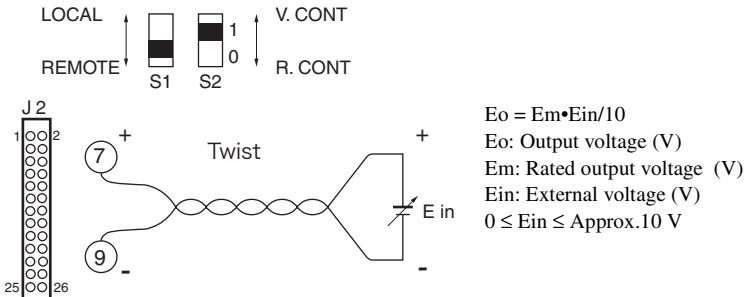 LOCAL V. CONT
1
0
REMOTE R. CONT
S1 S2
J 2
1 2
+ +
7 Twist
E in
9
- -
25 26
Eo = Em•Ein/10
Eo: Output voltage (V)
Em: Rated output voltage (V)
Ein: External voltage (V)
0 ≤ Ein ≤ Approx.10 V